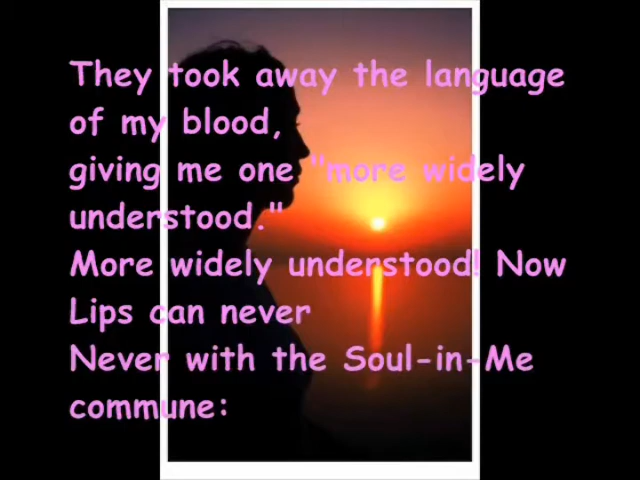 They took away the language
of my blood,
giving me one "more widely
understood."
More widely understood! Now
Lips can never
Never with the Soul-in-Me
commune: